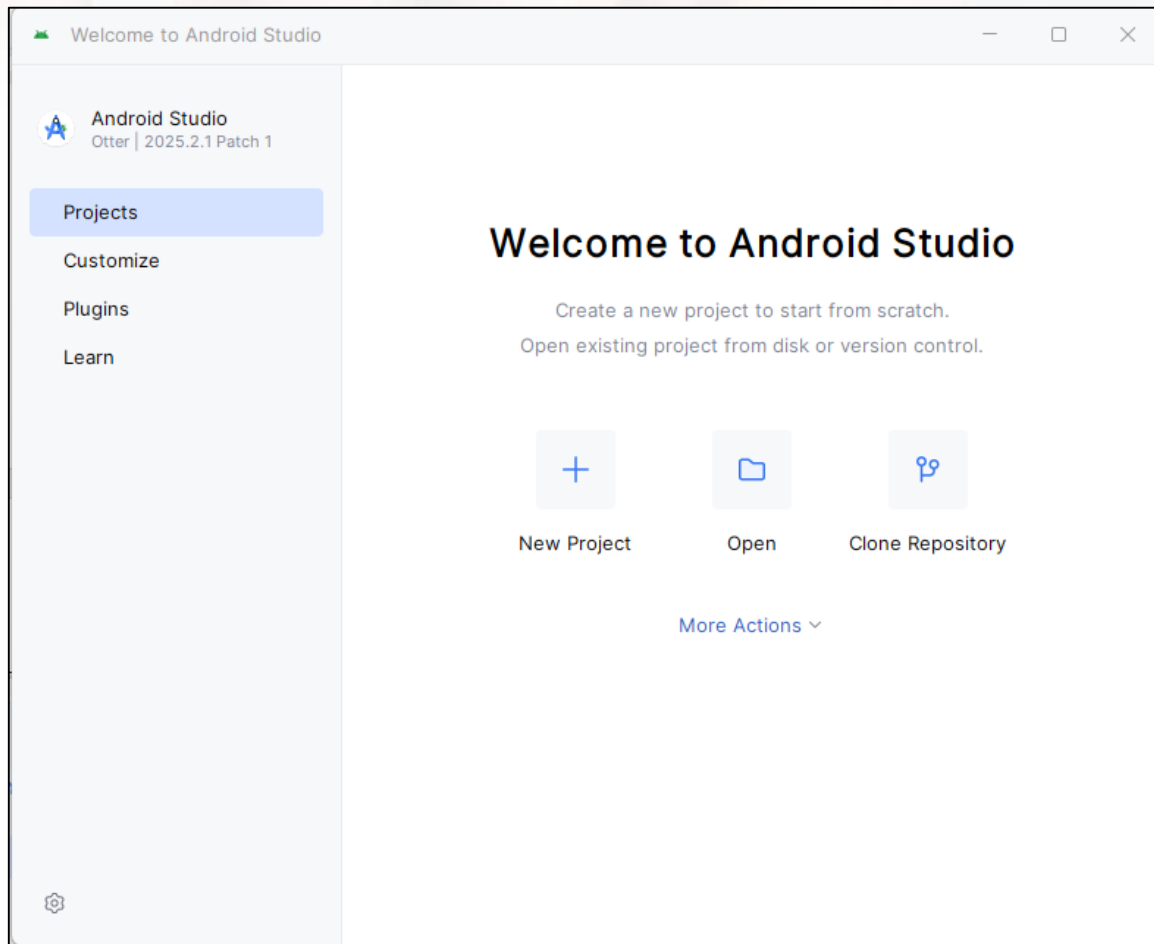 Welcome to Android Studio
Android Studio
Otter | 2025.2.1 Patch 1
Projects
Customize
Plugins
Learn
Welcome to Android Studio
Create a new project to start from scratch.
Open existing project from disk or version control.
New Project
Open
Clone Repository
More Actions